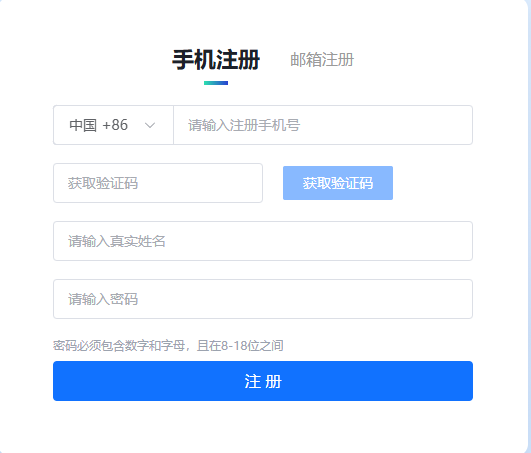 手机注册 邮箱注册
中国 +86 请输入注册手机号
获取验证码 获取验证码
请输入真实姓名
请输入密码
密码必须包含数字和字母，且在8-18位之间
注 册